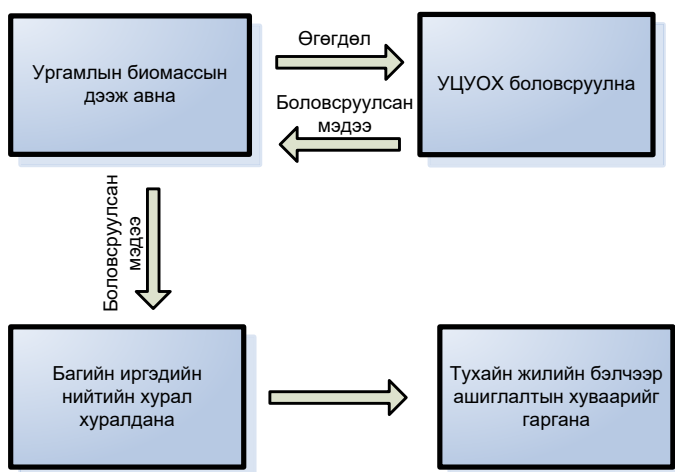 Ургамлын биомассын
дээж авна
Өгөгдөл
Боловсруулсан
мэдээ
УЦУОХ боловсруулна
Боловсруулсан
мэдээ
Багийн иргэдийн
нийтийн хурал
хуралдана
Тухайн жилийн бэлчээр
ашиглалтын хуваарийг
гаргана